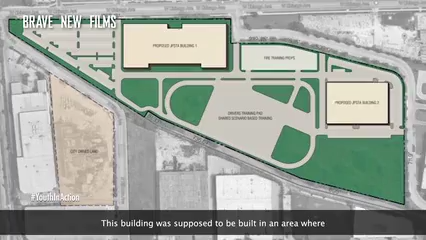 BRAVE NEW FILMS
PROPOSED JPSTA BUILDING 1
FIRE TRAINING PROPS
PROPOSED JPSTA BUILDING 2
DRIVERS TRAINING PAD
SHARED SCENARIO BASED TRAINING
CITY OWNED LAND
#YouthInAction
This building was supposed to be built in an area where